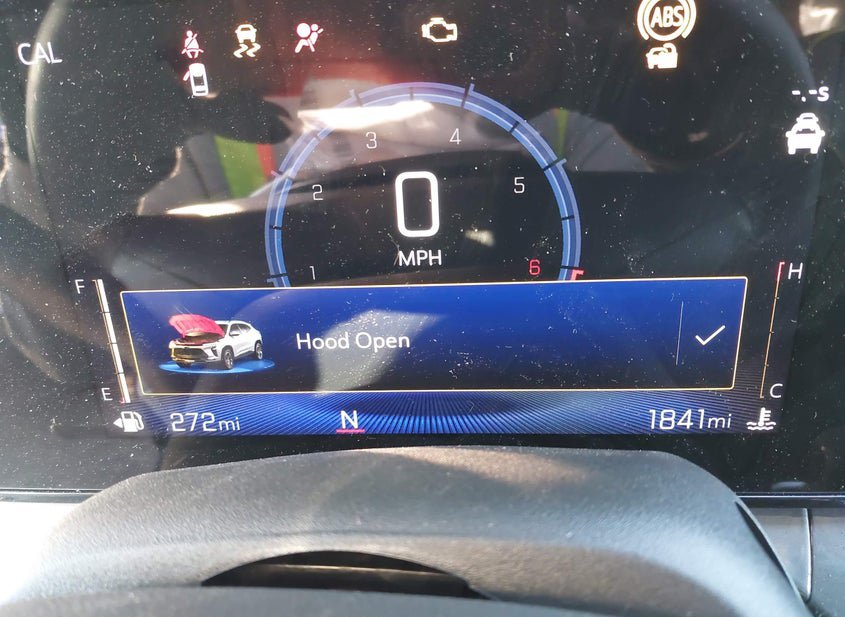 CAL
ABS
-.-s
3 4
2 5
0
MPH
1 6
F H
Hood Open
E C
272mi N 1841mi